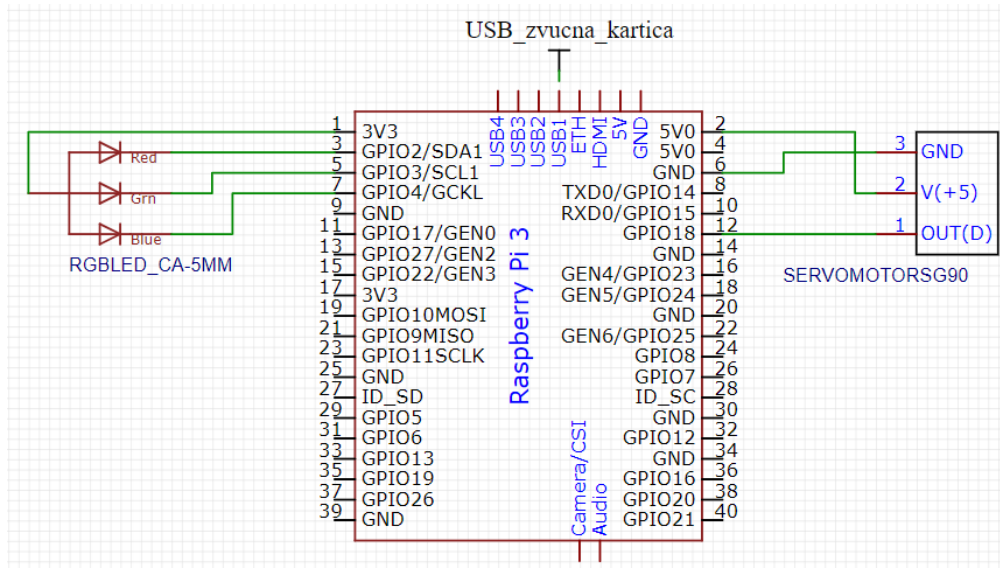 USB_zvucna_kartica
USB4
USB3
USB2
USB1
ETH
HDMI
5V
GND
1 3V3
3 GPIO2/SDA1
5 GPIO3/SCL1
7 GPIO4/GCKL
9 GND
11 GPIO17/GEN0
13 GPIO27/GEN2
15 GPIO22/GEN3
17 3V3
19 GPIO10MOSI
21 GPIO9MISO
23 GPIO11SCLK
25 GND
27 ID_SD
29 GPIO5
31 GPIO6
33 GPIO13
35 GPIO19
37 GPIO26
39 GND
Raspberry Pi 3
5V0 2
5V0 4
GND 6
TXD0/GPIO14 8
RXD0/GPIO15 10
GPIO18 12
GND 14
GEN4/GPIO23 16
GEN5/GPIO24 18
GND 20
GEN6/GPIO25 22
GPIO8 24
GPIO7 26
ID_SC 28
GND 30
GPIO12 32
GND 34
GPIO16 36
GPIO20 38
GPIO21 40
Camera/CSI
Audio
Red
Grn
Blue
RGBLED_CA-5MM
3 GND
2 V(+5)
1 OUT(D)
SERVOMOTORSG90